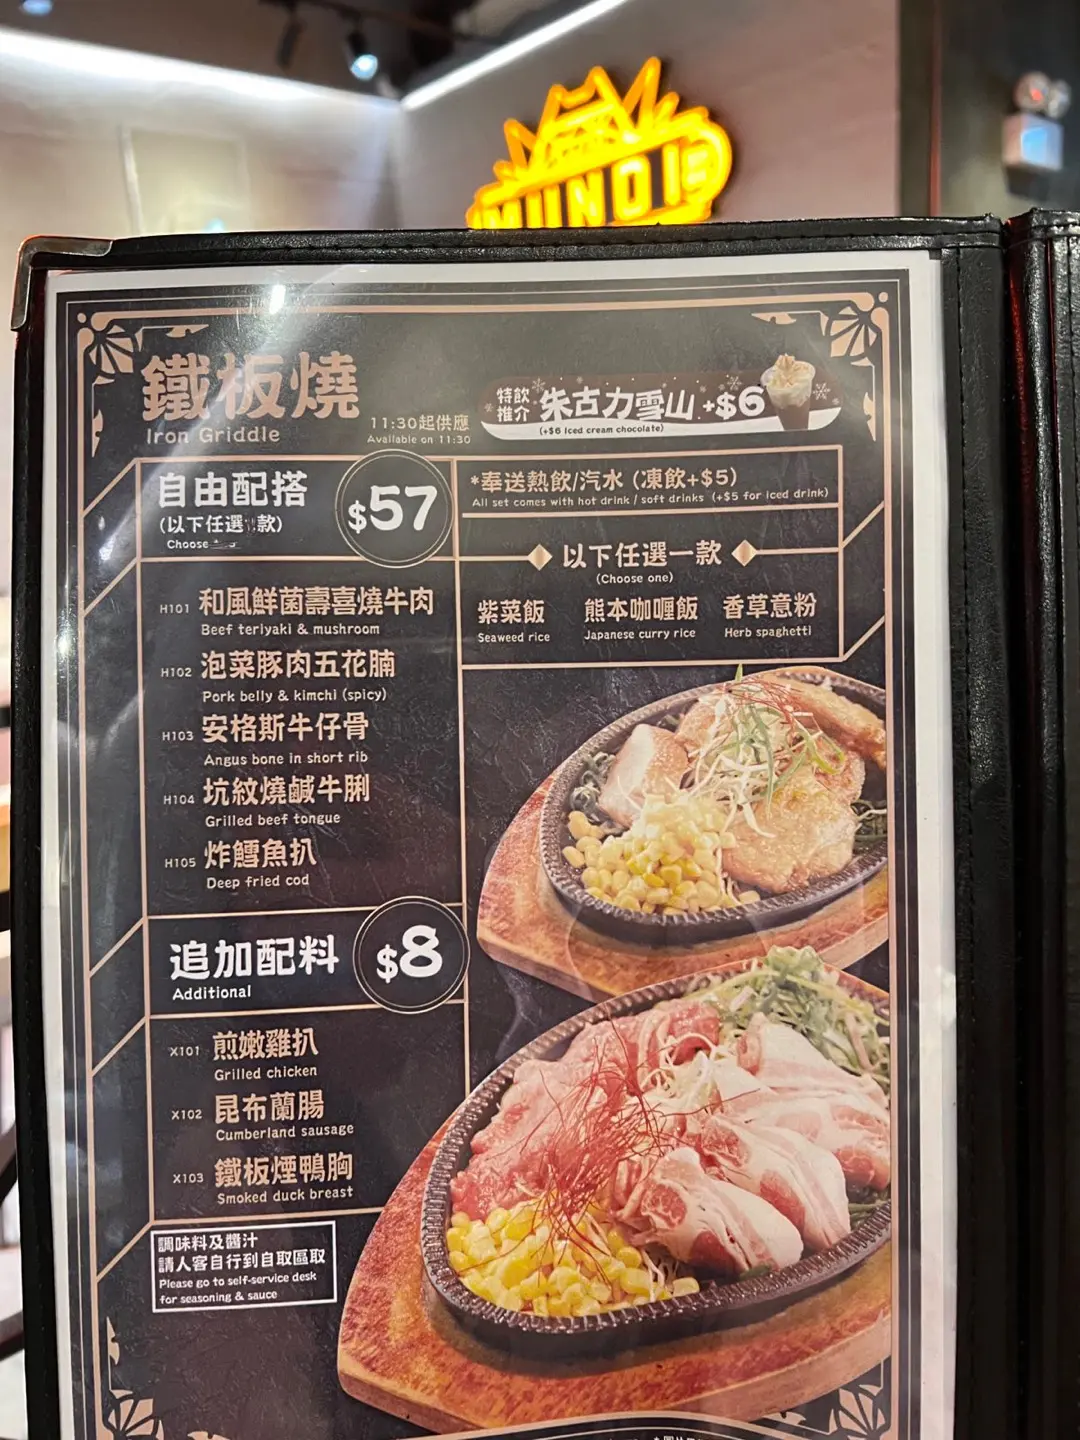 鐵板燒
Iron Griddle
11:30起供應
Available on 11:30
特飲
推介
朱古力雪山 +$6
(+$6 Iced cream chocolate)
自由配搭
(以下任選 款)
Choose
$57
*奉送熱飲/汽水 (凍飲+$5)
All set comes with hot drink / soft drinks (+$5 for iced drink)
以下任選一款
(Choose one)
紫菜飯 熊本咖喱飯 香草意粉
Seaweed rice Japanese curry rice Herb spaghetti
H101 和風鮮菌壽喜燒牛肉
Beef teriyaki & mushroom
H102 泡菜豚肉五花腩
Pork belly & kimchi (spicy)
H103 安格斯牛仔骨
Angus bone in short rib
H104 坑紋燒鹹牛脷
Grilled beef tongue
H105 炸鱈魚扒
Deep fried cod
追加配料 $8
Additional
X101 煎嫩雞扒
Grilled chicken
X102 昆布蘭腸
Cumberland sausage
X103 鐵板煙鴨胸
Smoked duck breast
調味料及醬汁
請人客自行到自取區取
Please go to self-service desk
for seasoning & sauce